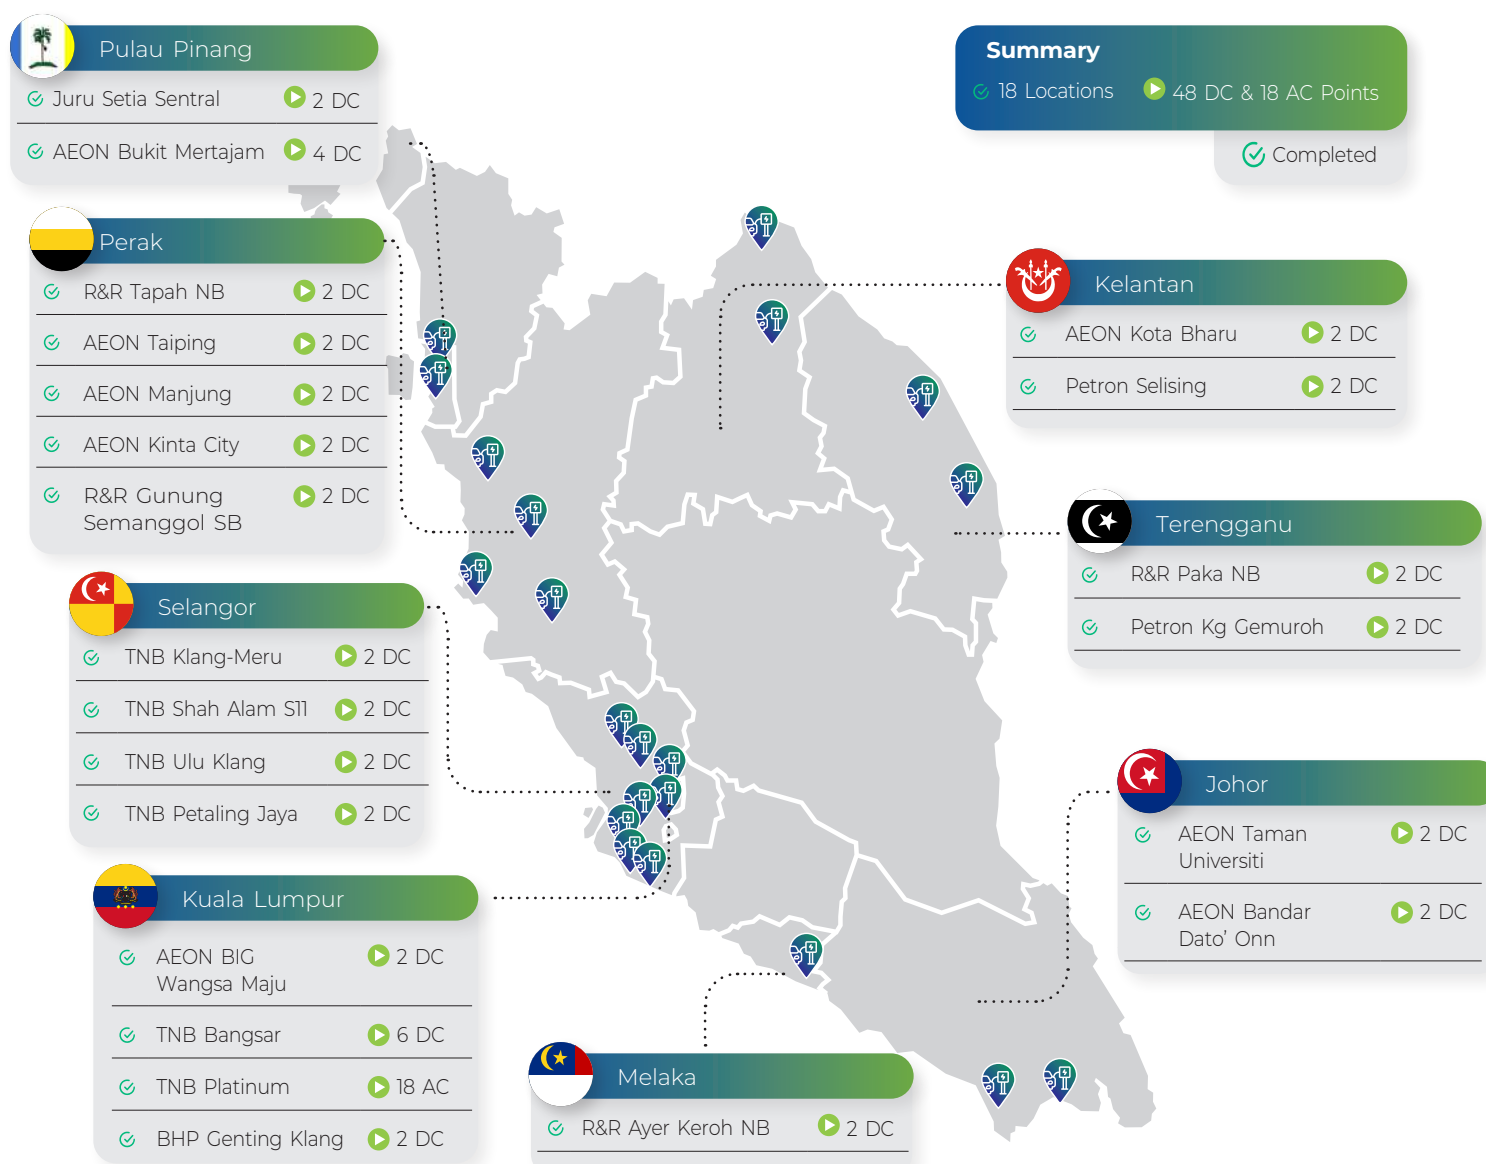 Pulau Pinang
Juru Setia Sentral 2 DC
AEON Bukit Mertajam 4 DC
Summary
18 Locations 48 DC & 18 AC Points
Completed
Perak
R&R Tapah NB 2 DC
AEON Taiping 2 DC
AEON Manjung 2 DC
AEON Kinta City 2 DC
R&R Gunung 2 DC
Semanggol SB
Kelantan
AEON Kota Bharu 2 DC
Petron Selising 2 DC
Terengganu
R&R Paka NB 2 DC
Petron Kg Gemuroh 2 DC
Selangor
TNB Klang-Meru 2 DC
TNB Shah Alam S11 2 DC
TNB Ulu Klang 2 DC
TNB Petaling Jaya 2 DC
Johor
AEON Taman 2 DC
Universiti
AEON Bandar 2 DC
Dato’ Onn
Kuala Lumpur
AEON BIG 2 DC
Wangsa Maju
TNB Bangsar 6 DC
TNB Platinum 18 AC
BHP Genting Klang 2 DC
Melaka
R&R Ayer Keroh NB 2 DC